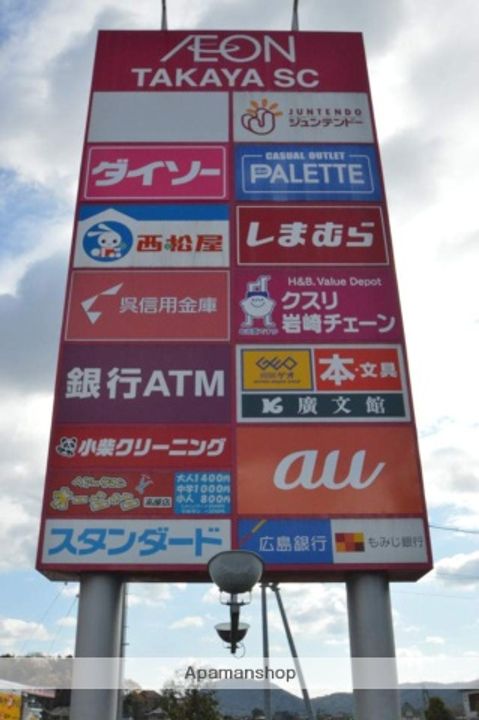 ÆON
TAKAYA SC
JUNTENDO
ジュンテンドー
ダイソー
CASUAL OUTLET
PALETTE
西松屋
しまむら
呉信用金庫
H&B. Value Depot
クスリ
岩崎チェーン
銀行ATM
ゲオ
本・文具
廣文館
小柴クリーニング
au
大人1400円
中学1000円
小人 800円
スタンダード
広島銀行
もみじ銀行
Apamanshop